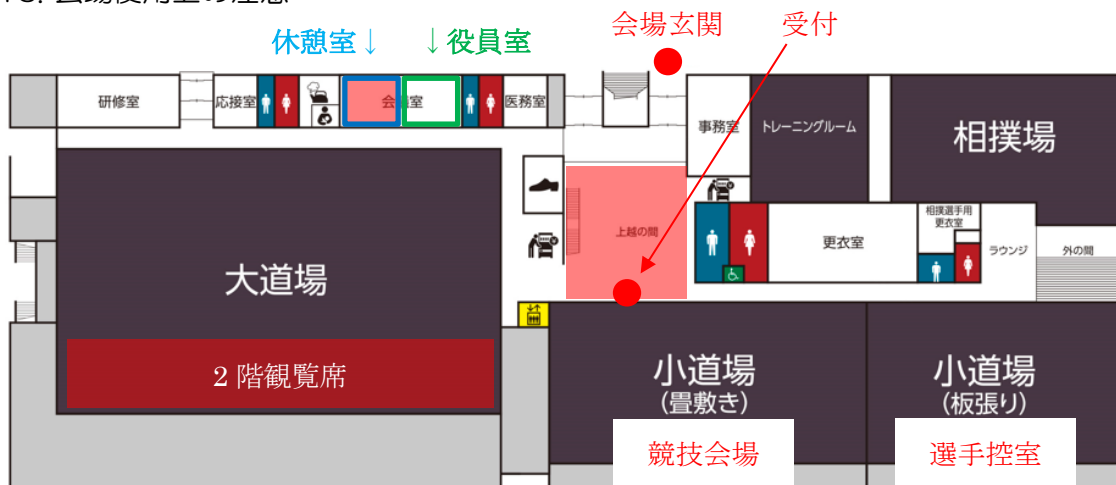 休憩室↓
↓役員室
会場玄関
受付
研修室
応接室
会議室
医務室
事務室
トレーニングルーム
相撲場
上越の間
更衣室
相撲選手用
更衣室
ラウンジ
外の間
大道場
2 階観覧席
小道場
(畳敷き)
競技会場
小道場
(板張り)
選手控室